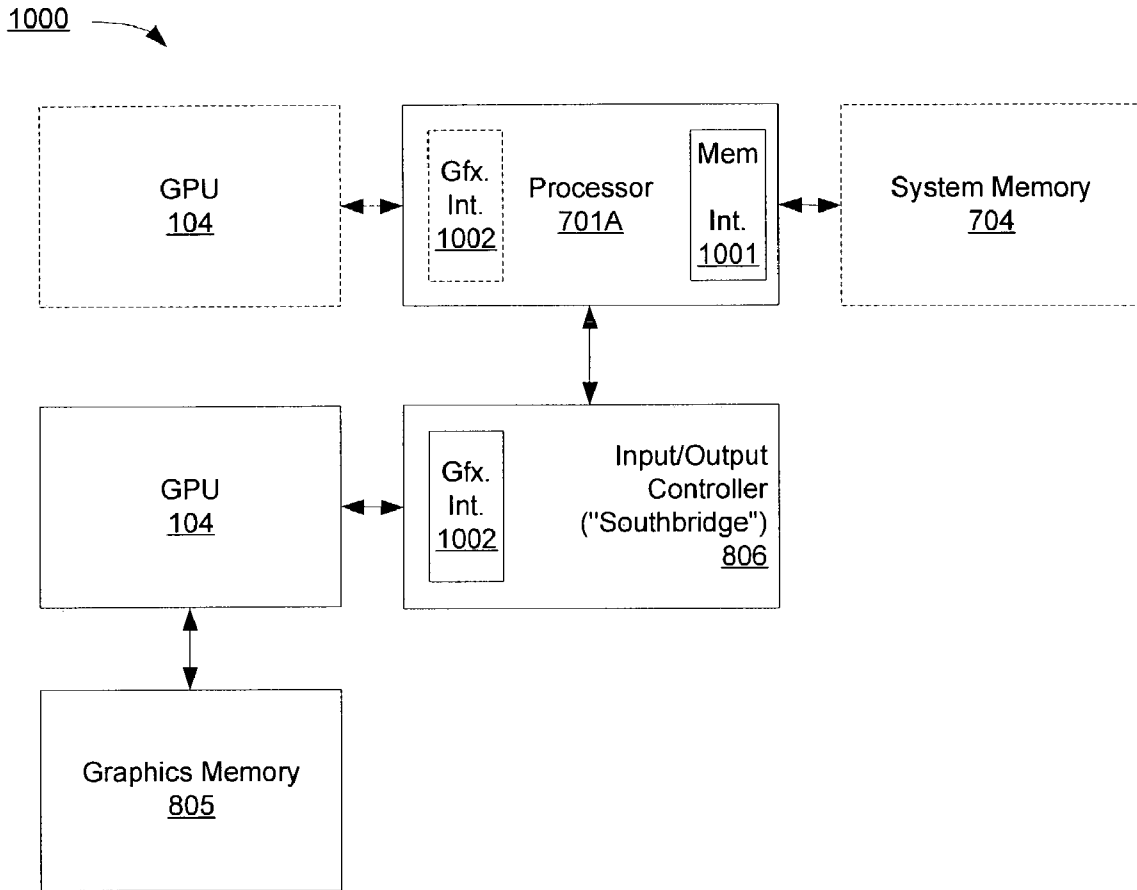 1000
GPU
104
Gfx.
Int.
1002
Processor
701A
Mem
Int.
1001
System Memory
704
GPU
104
Gfx.
Int.
1002
Input/Output
Controller
("Southbridge")
806
Graphics Memory
805